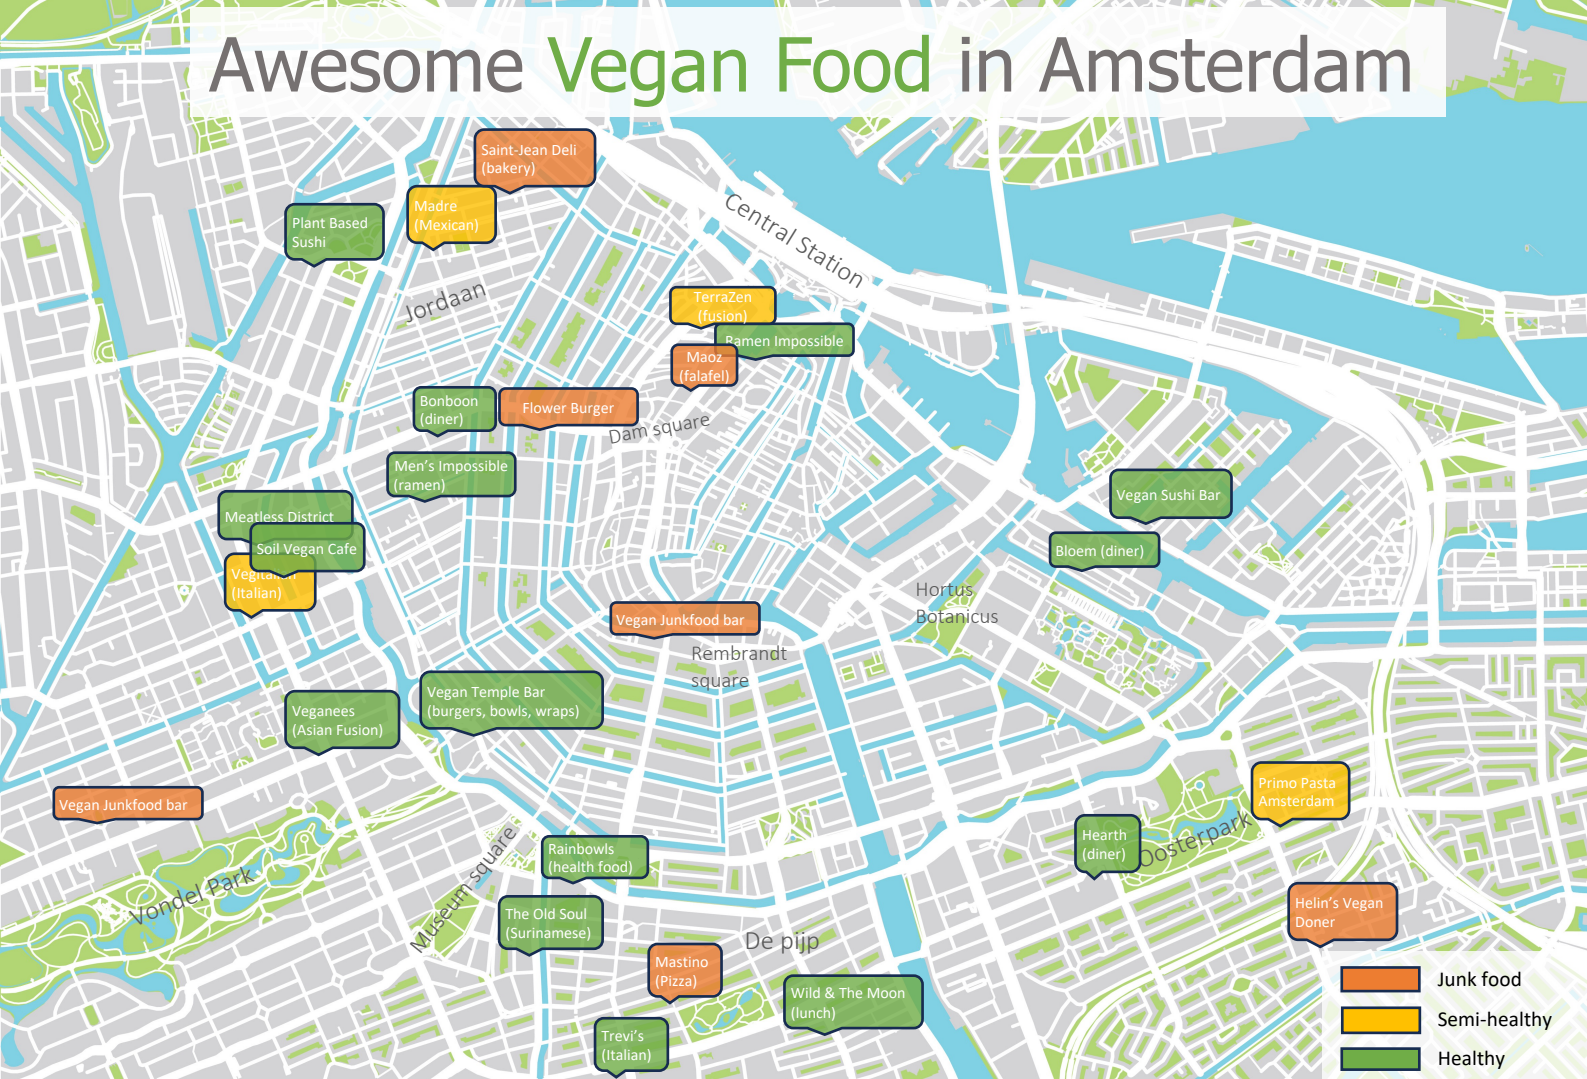 Awesome Vegan Food in Amsterdam
Saint-Jean Deli
(bakery)
Madre
(Mexican)
Plant Based
Sushi
Central Station
Jordaan
TerraZen
(fusion)
Ramen Impossible
Maoz
(falafel)
Bonboon
(diner)
Flower Burger
Dam square
Men's Impossible
(ramen)
Meatless District
Soil Vegan Cafe
(Italian)
Vegan Sushi Bar
Bloem (diner)
Hortus
Botanicus
Vegan Junkfood bar
Rembrandt
square
Vegan Temple Bar
(burgers, bowls, wraps)
Veganees
(Asian Fusion)
Vegan Junkfood bar
Primo Pasta
Amsterdam
Hearth
(diner)
Oosterpark
Museum square
Rainbowls
(health food)
Vondel Park
The Old Soul
(Surinamese)
Helin's Vegan
Doner
De pijp
Mastino
(Pizza)
Wild & The Moon
(lunch)
Trevi's
(Italian)
Junk food
Semi-healthy
Healthy